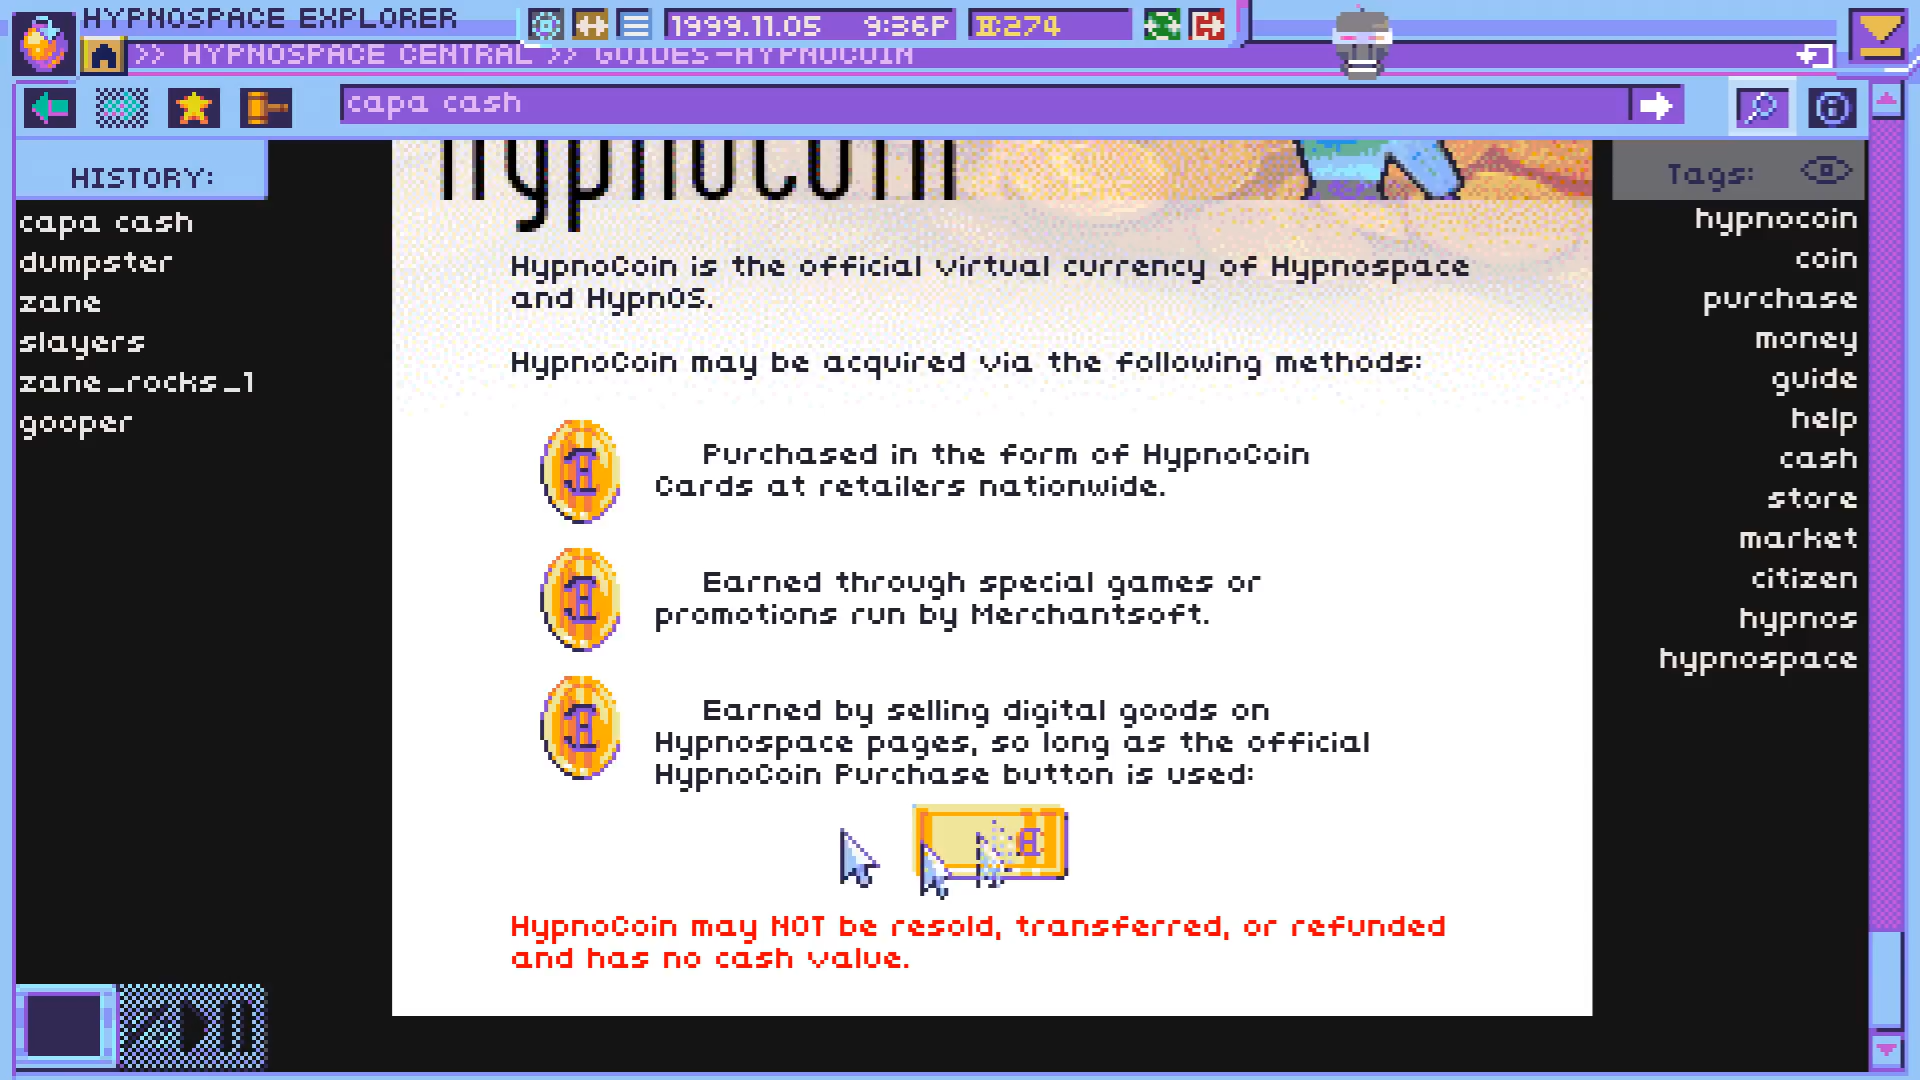 HYPNOSPACE EXPLORER
1999.11.05 9:36P
274
>> HYPNOSPACE CENTRAL >> GUIDES-HYPNOCOIN
capa cash
HISTORY:
capa cash
dumpster
zane
slayers
zane_rocks_1
gooper
Hypnocoin
HypnoCoin is the official virtual currency of Hypnospace
and HypnOS.
HypnoCoin may be acquired via the following methods:
Purchased in the form of HypnoCoin
Cards at retailers nationwide.
Earned through special games or
promotions run by Merchantsoft.
Earned by selling digital goods on
Hypnospace pages, so long as the official
HypnoCoin Purchase button is used:
HypnoCoin may NOT be resold, transferred, or refunded
and has no cash value.
Tags:
hypnocoin
coin
purchase
money
guide
help
cash
store
market
citizen
hypnos
hypnospace